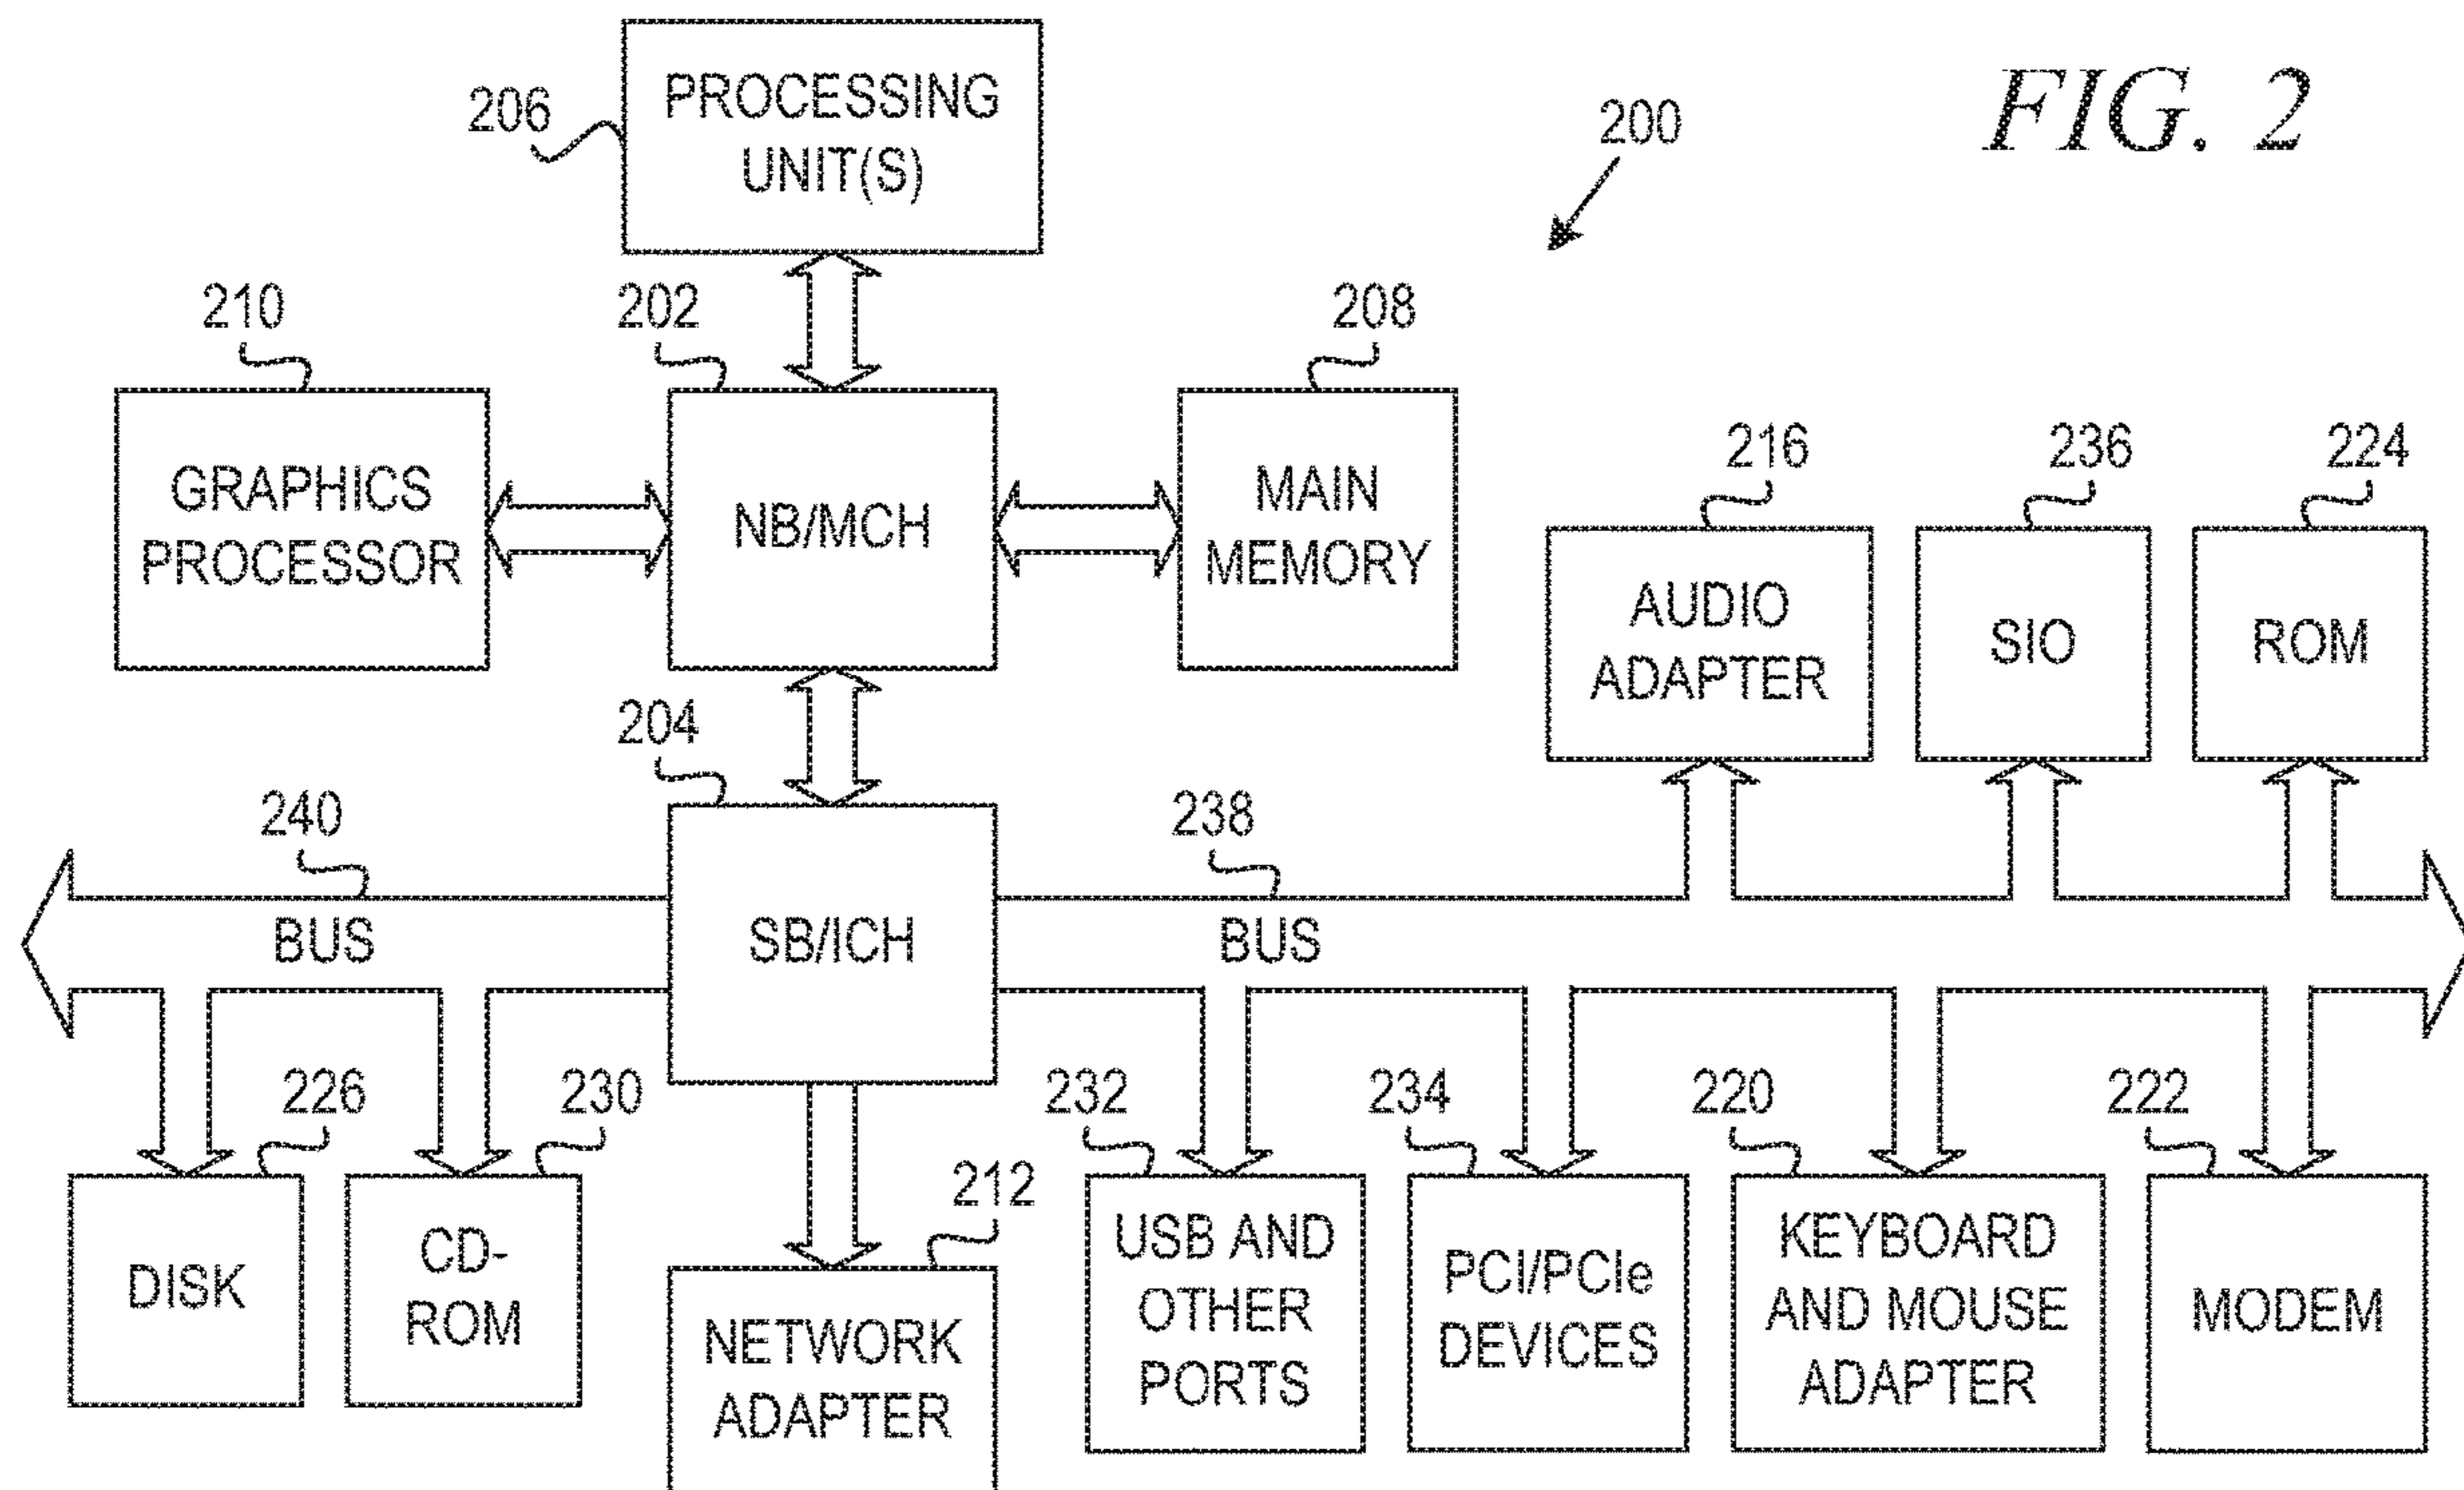 FIG. 2
200
206
PROCESSING
UNIT(S)
210
202
208
GRAPHICS
PROCESSOR
NB/MCH
MAIN
MEMORY
216
236
224
AUDIO
ADAPTER
SIO
ROM
204
240
238
BUS
SB/ICH
BUS
226
230
232
234
220
222
212
DISK
CD-
ROM
NETWORK
ADAPTER
USB AND
OTHER
PORTS
PCI/PCIe
DEVICES
KEYBOARD
AND MOUSE
ADAPTER
MODEM